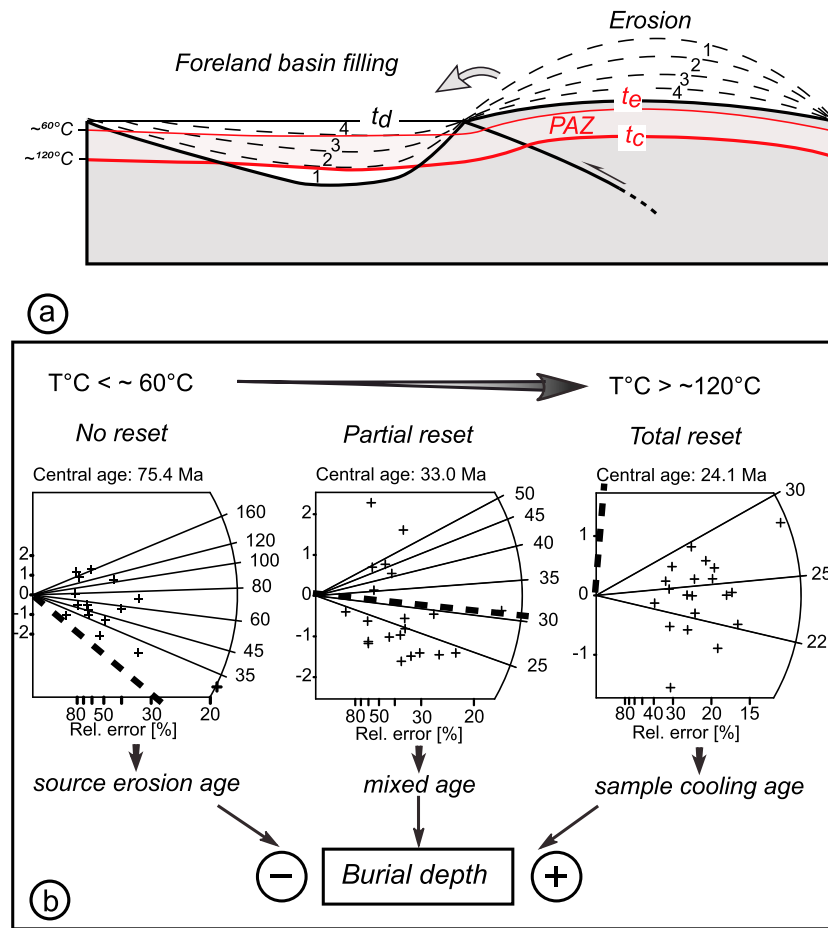 Erosion
Foreland basin filling
1
2
3
4
td
te
PAZ
tc
~60°C
~120°C
4
3
2
1
a
T°C < ~ 60°C
T°C > ~120°C
No reset
Partial reset
Total reset
Central age: 75.4 Ma
Central age: 33.0 Ma
Central age: 24.1 Ma
2
1
0
-1
-2
160
120
100
80
60
45
35
80 50 30 20
Rel. error [%]
2
1
0
-1
-2
50
45
40
35
30
25
80 50 30 20
Rel. error [%]
1
0
-1
30
25
22
80 40 30 20 15
Rel. error [%]
source erosion age
mixed age
sample cooling age
−
Burial depth
+
b